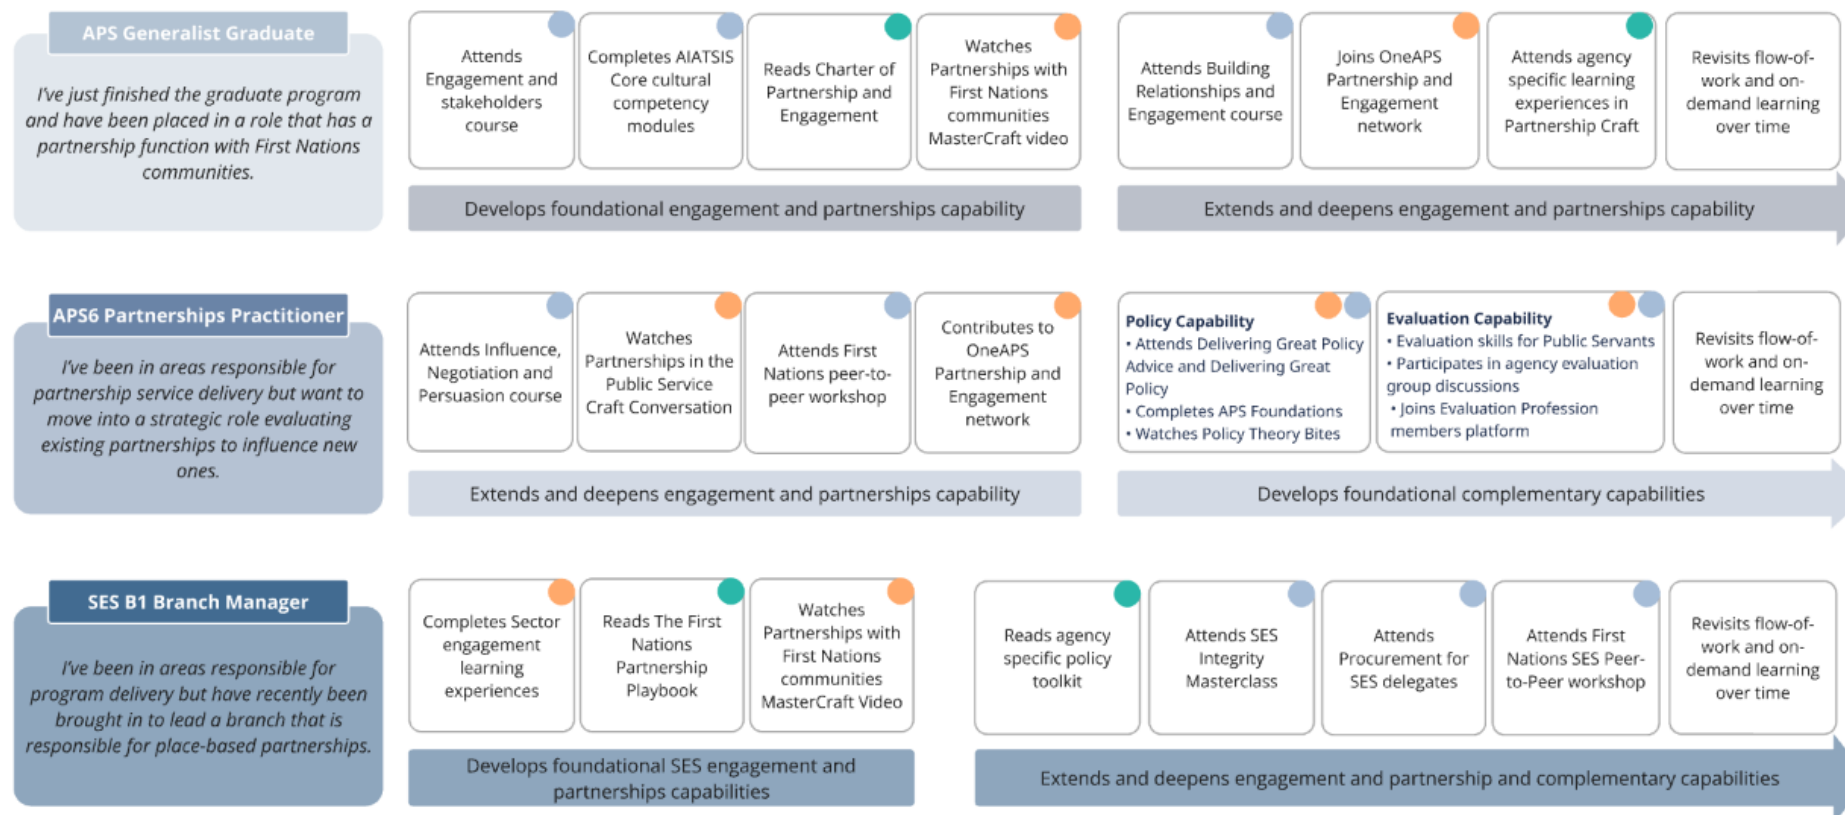 APS Generalist Graduate
I've just finished the graduate program
and have been placed in a role that has a
partnership function with First Nations
communities.
Attends
Engagement and
stakeholders
course
Completes AIATSIS
Core cultural
competency
modules
Reads Charter of
Partnership and
Engagement
Watches
Partnerships with
First Nations
communities
MasterCraft video
Develops foundational engagement and partnerships capability
Attends Building
Relationships and
Engagement course
Joins OneAPS
Partnership and
Engagement
network
Attends agency
specific learning
experiences in
Partnership Craft
Revisits flow-of-
work and on-
demand learning
over time
Extends and deepens engagement and partnerships capability
APS6 Partnerships Practitioner
I've been in areas responsible for
partnership service delivery but want to
move into a strategic role evaluating
existing partnerships to influence new
ones.
Attends Influence,
Negotiation and
Persuasion course
Watches
Partnerships in the
Public Service
Craft Conversation
Attends First
Nations peer-to-
peer workshop
Contributes to
OneAPS
Partnership and
Engagement
network
Extends and deepens engagement and partnerships capability
Policy Capability
• Attends Delivering Great Policy
Advice and Delivering Great
Policy
• Completes APS Foundations
• Watches Policy Theory Bites
Evaluation Capability
• Evaluation skills for Public Servants
• Participates in agency evaluation
group discussions
• Joins Evaluation Profession
members platform
Revisits flow-of-
work and on-
demand learning
over time
Develops foundational complementary capabilities
SES B1 Branch Manager
I've been in areas responsible for
program delivery but have recently been
brought in to lead a branch that is
responsible for place-based partnerships.
Completes Sector
engagement
learning
experiences
Reads The First
Nations
Partnership
Playbook
Watches
Partnerships with
First Nations
communities
MasterCraft Video
Develops foundational SES engagement and
partnerships capabilities
Reads agency
specific policy
toolkit
Attends SES
Integrity
Masterclass
Attends
Procurement for
SES delegates
Attends First
Nations SES Peer-
to-Peer workshop
Revisits flow-of-
work and on-
demand learning
over time
Extends and deepens engagement and partnership and complementary capabilities